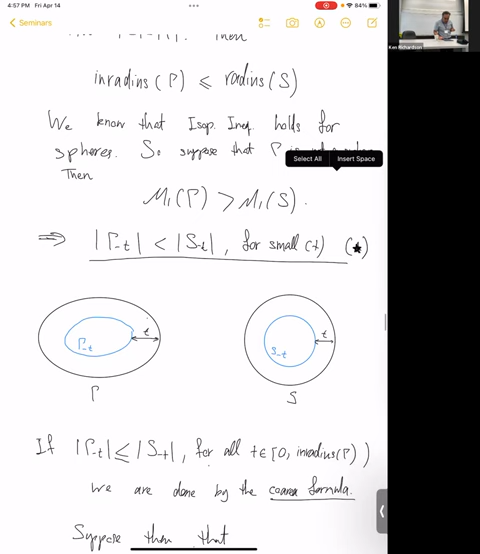 4:57 PM Fri Apr 14
84%
Seminars
Then
inradius (Γ) ⩽ radius (S)
We know that Isop. Ineq. holds for
spheres. So suppose that Γ is
Select All Insert Space
Then
M₁(Γ) > M₁(S).
⇒ |Γ-t| < |S-t|, for small (t) (★)
Γ-t t S-t t
Γ S
If |Γ-t| ≤ |S-t|, for all t∈[0, inradius(Γ))
We are done by the coarea formula.
Suppose then that
Ken Richardson